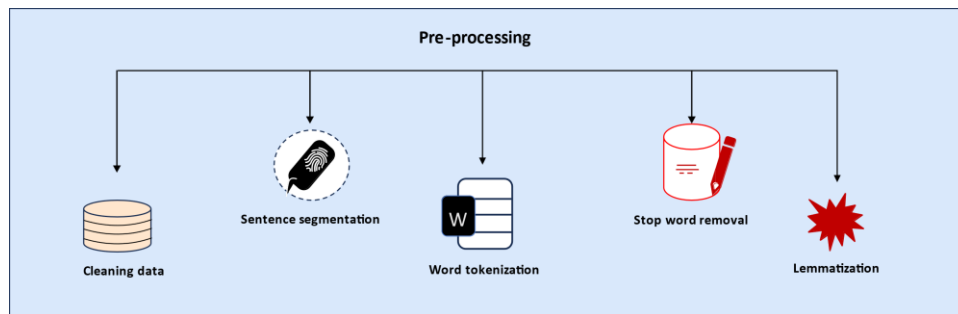 Pre-processing
Cleaning data
Sentence segmentation
W
Word tokenization
Stop word removal
Lemmatization